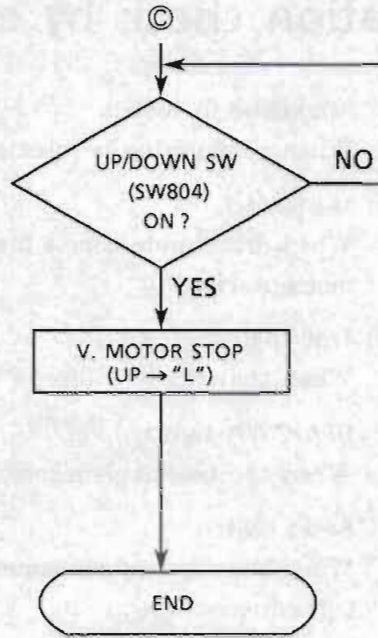 ©
UP/DOWN SW
(SW804)
ON ?
NO
YES
V. MOTOR STOP
(UP → "L")
END